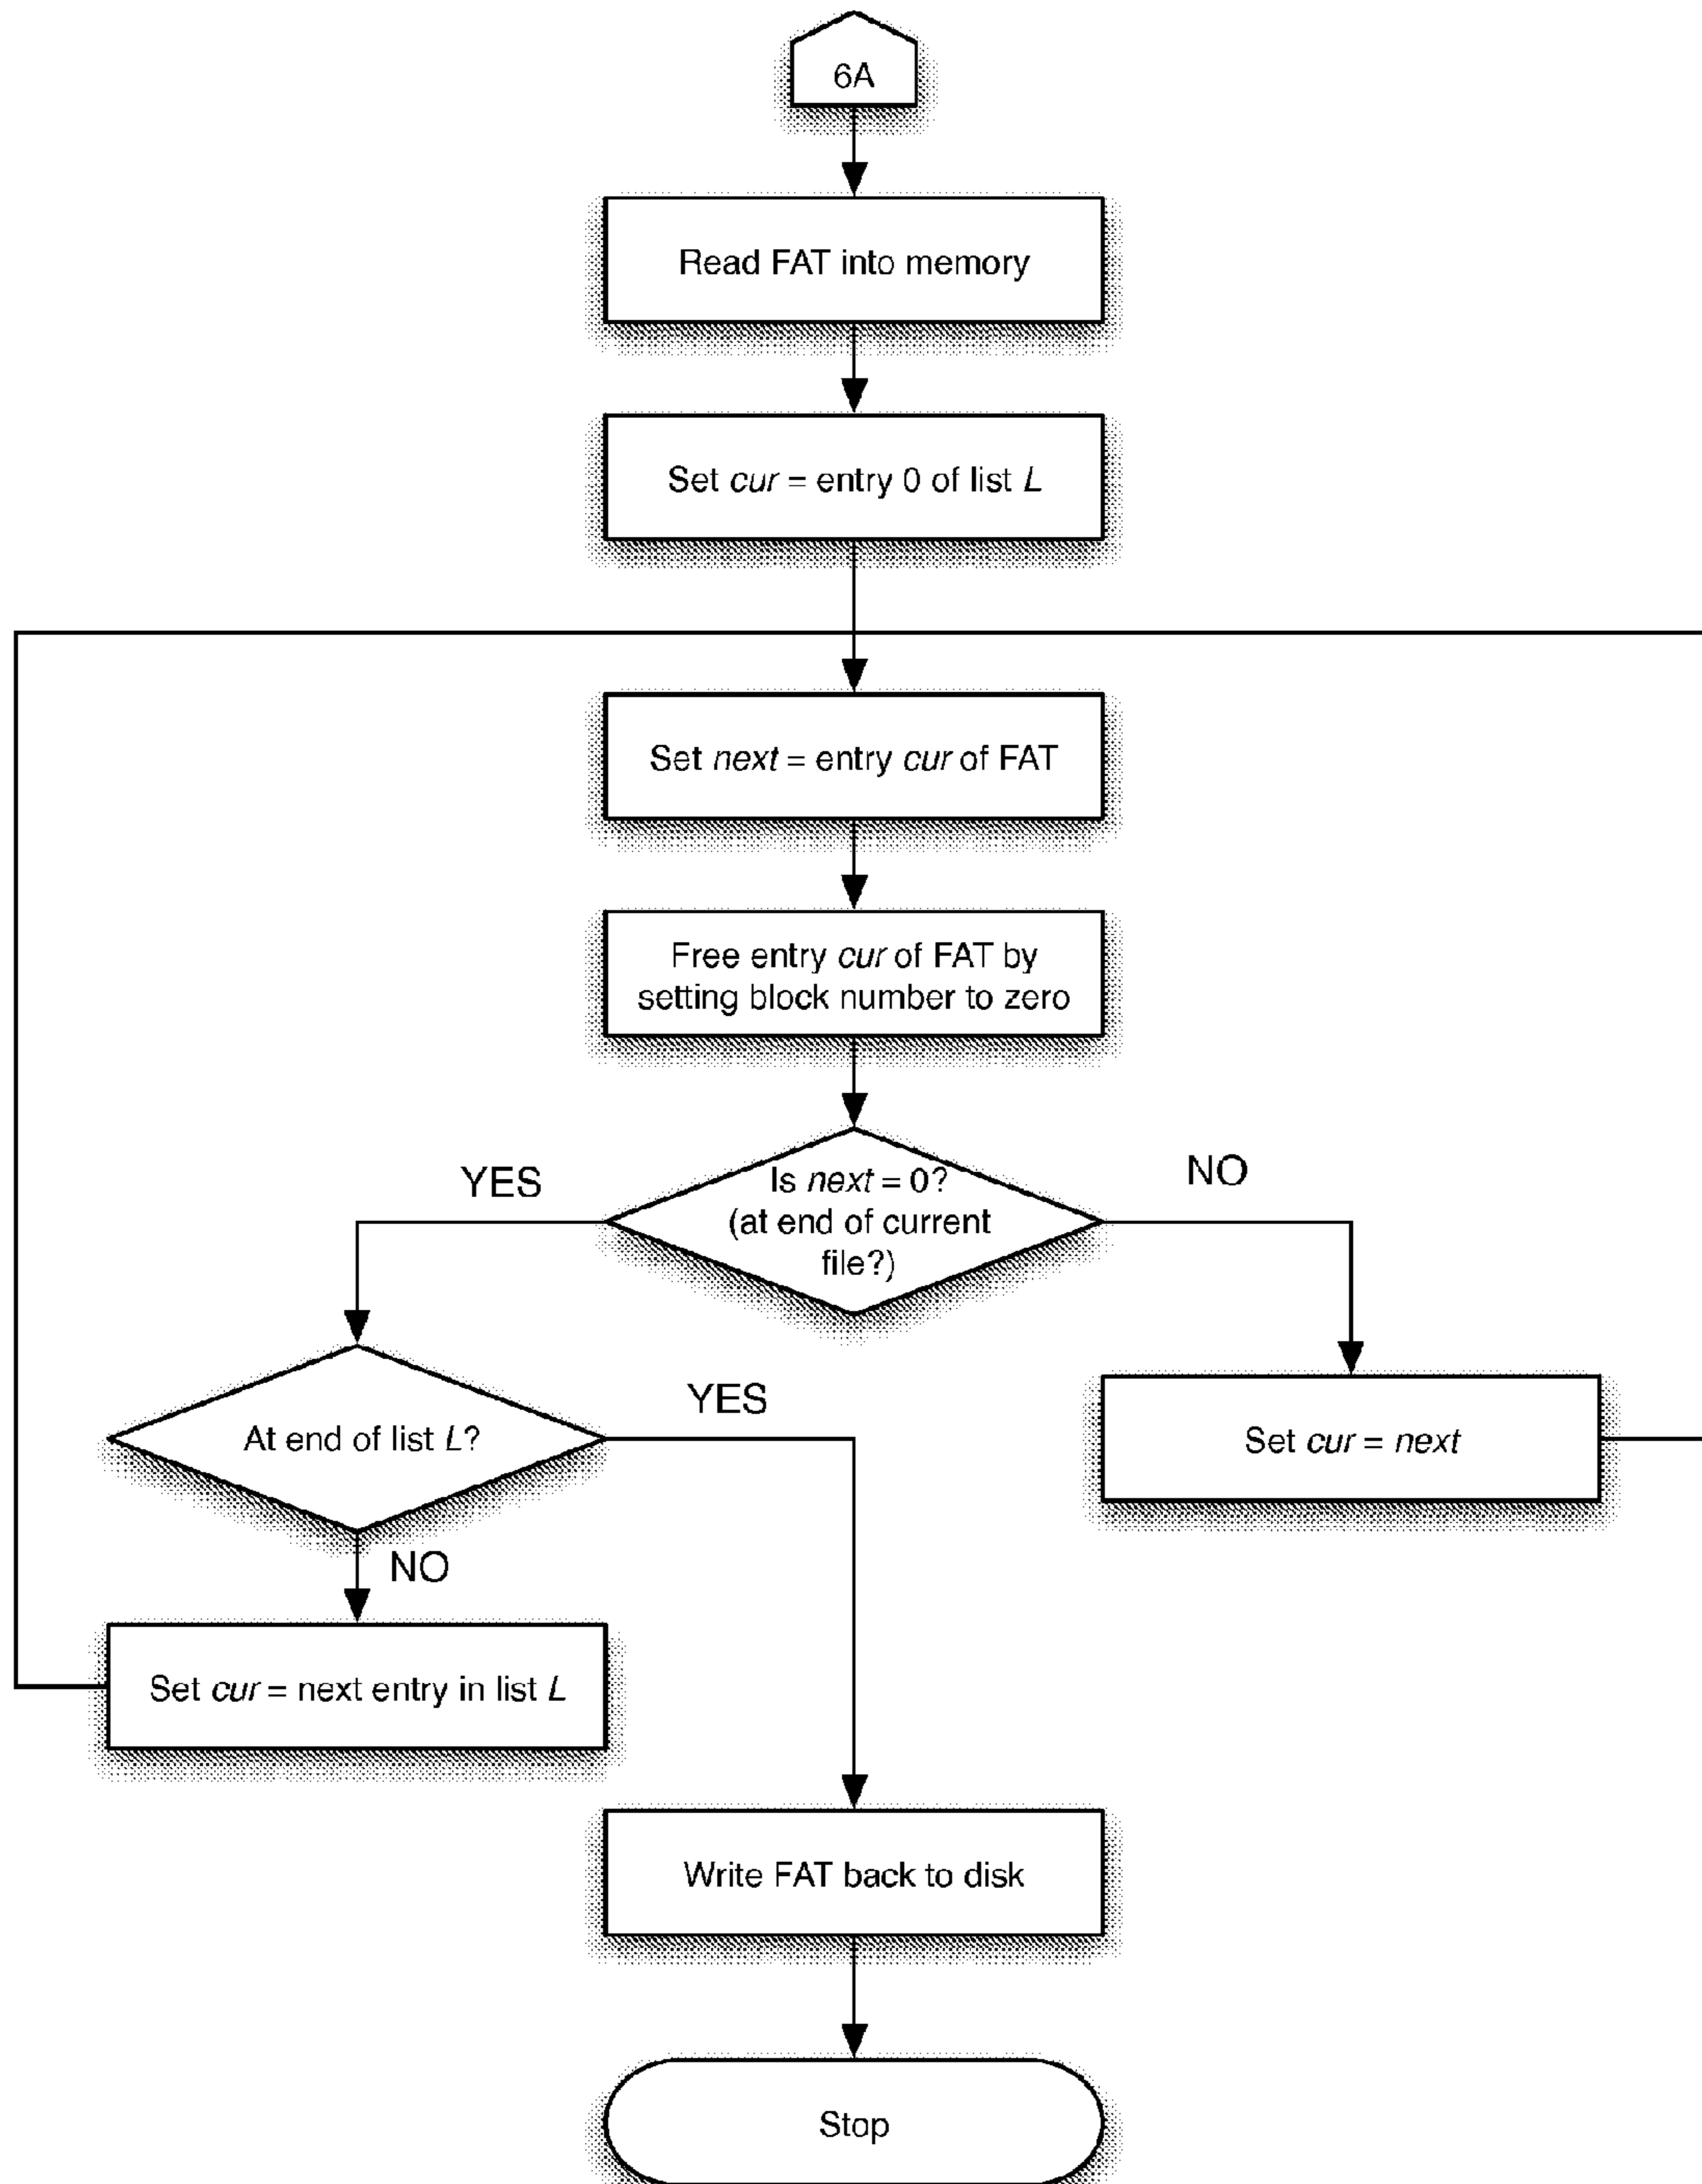 6A
Read FAT into memory
Set cur = entry 0 of list L
Set next = entry cur of FAT
Free entry cur of FAT by
setting block number to zero
YES
NO
Is next = 0?
(at end of current
file?)
YES
At end of list L?
Set cur = next
NO
Set cur = next entry in list L
Write FAT back to disk
Stop